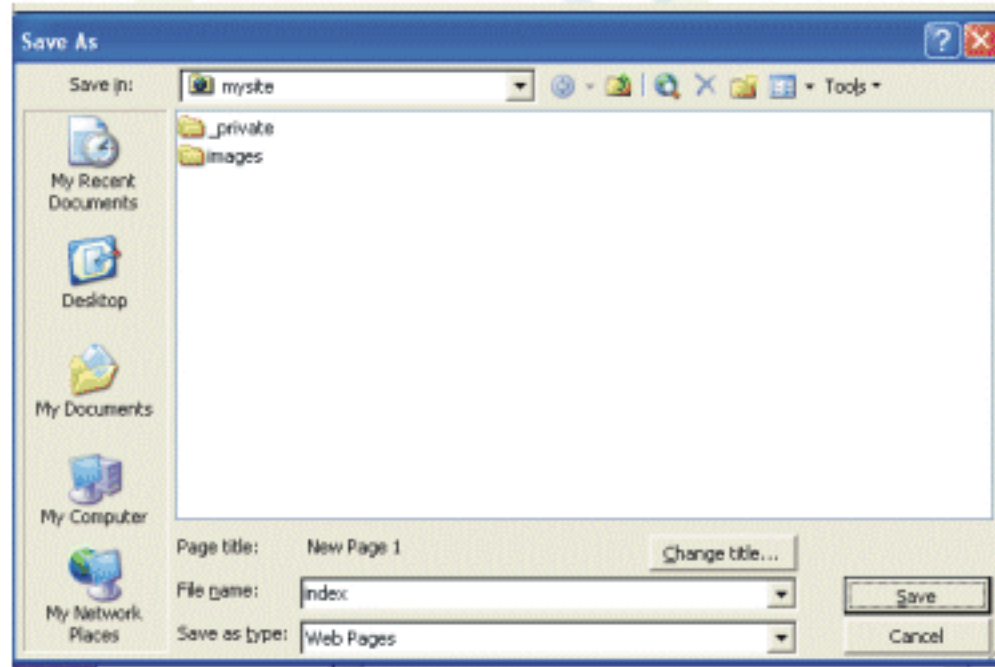 Save As
Save in:
mysite
Tools
_private
images
My Recent
Documents
Desktop
My Documents
My Computer
My Network
Places
Page title:
New Page 1
Change title...
File name:
index
Save
Save as type:
Web Pages
Cancel